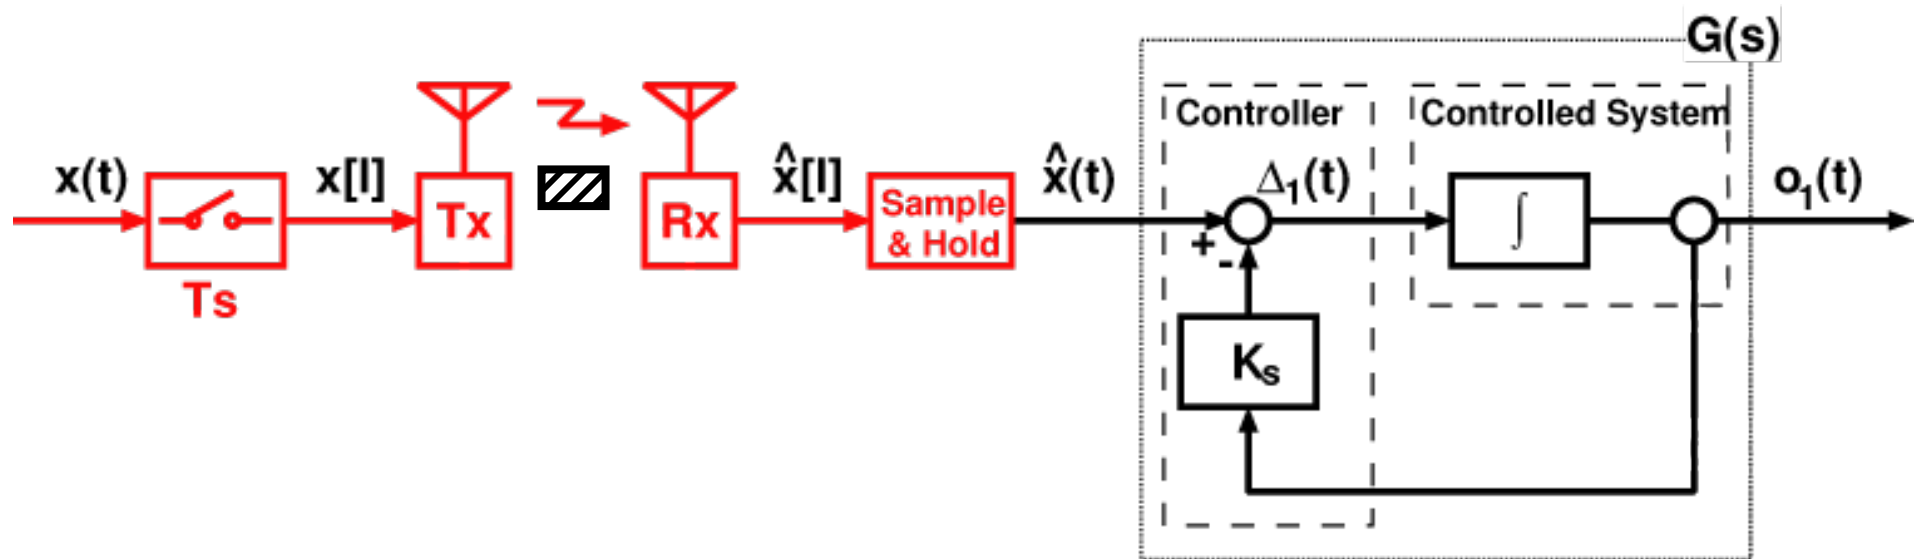 G(s)
Controller
Controlled System
x(t)
x[l]
x̂[l]
x̂(t)
Δ₁(t)
o₁(t)
Tx
Rx
Sample
& Hold
∫
+
-
Ts
Kₛ